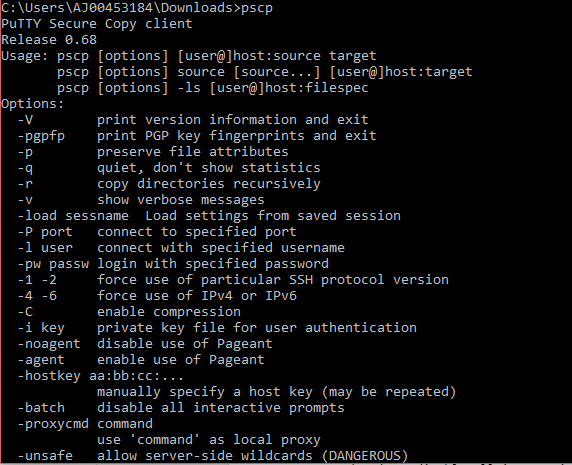 C:\Users\AJ00453184\Downloads>pscp
PuTTY Secure Copy client
Release 0.68
Usage: pscp [options] [user@]host:source target
       pscp [options] source [source...] [user@]host:target
       pscp [options] -ls [user@]host:filespec
Options:
  -V        print version information and exit
  -pgpfp    print PGP key fingerprints and exit
  -p        preserve file attributes
  -q        quiet, don't show statistics
  -r        copy directories recursively
  -v        show verbose messages
  -load sessname  Load settings from saved session
  -P port   connect to specified port
  -l user   connect with specified username
  -pw passw login with specified password
  -1 -2     force use of particular SSH protocol version
  -4 -6     force use of IPv4 or IPv6
  -C        enable compression
  -i key    private key file for user authentication
  -noagent  disable use of Pageant
  -agent    enable use of Pageant
  -hostkey aa:bb:cc:...
            manually specify a host key (may be repeated)
  -batch    disable all interactive prompts
  -proxycmd command
            use 'command' as local proxy
  -unsafe   allow server-side wildcards (DANGEROUS)